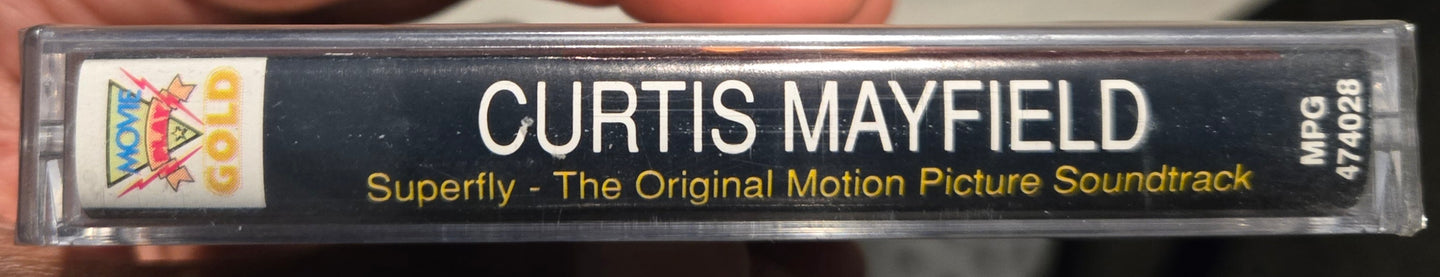 MOVIE
PLAY
GOLD
CURTIS MAYFIELD
Superfly - The Original Motion Picture Soundtrack
MPG
474028